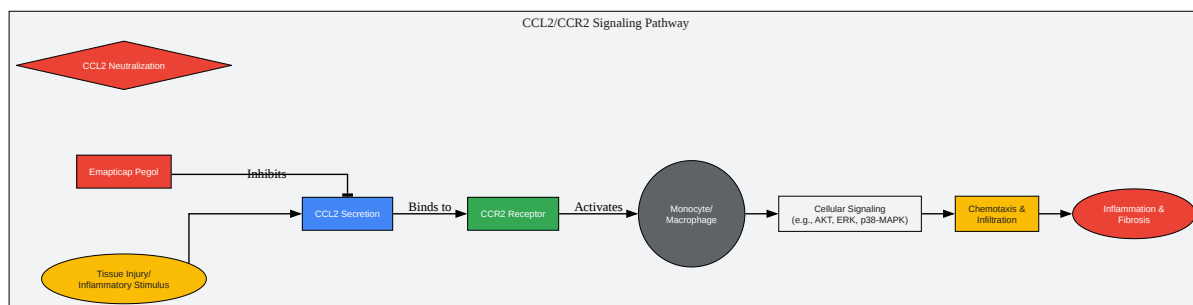 CCL2/CCR2 Signaling Pathway
CCL2 Neutralization
Emapticap Pegol
Inhibits
CCL2 Secretion
Binds to
CCR2 Receptor
Activates
Monocyte/
Macrophage
Cellular Signaling
(e.g., AKT, ERK, p38-MAPK)
Chemotaxis &
Infiltration
Inflammation &
Fibrosis
Tissue Injury/
Inflammatory Stimulus